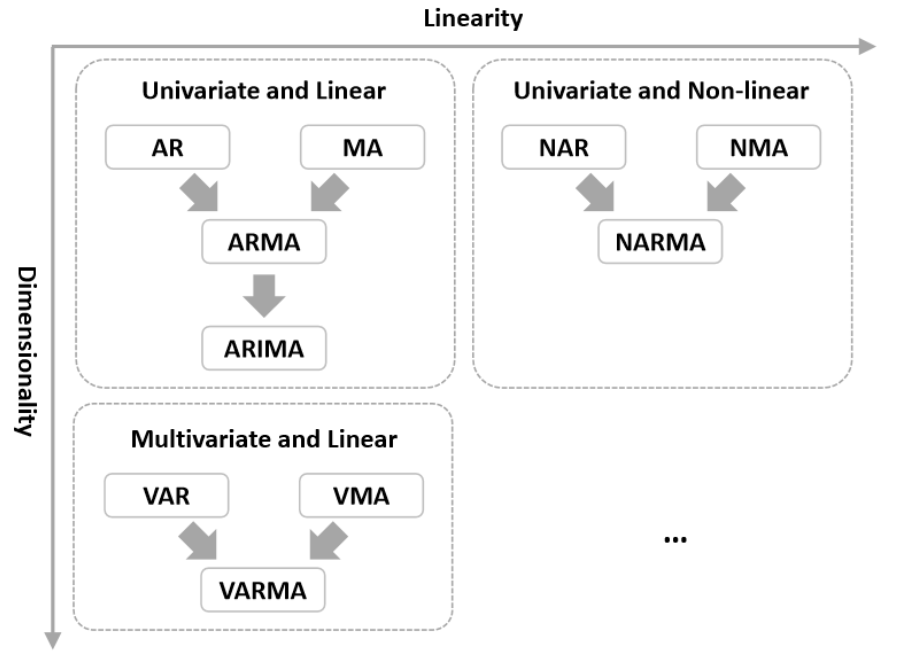 Linearity
Dimensionality
Univariate and Linear
AR
MA
ARMA
ARIMA
Univariate and Non-linear
NAR
NMA
NARMA
Multivariate and Linear
VAR
VMA
VARMA
...